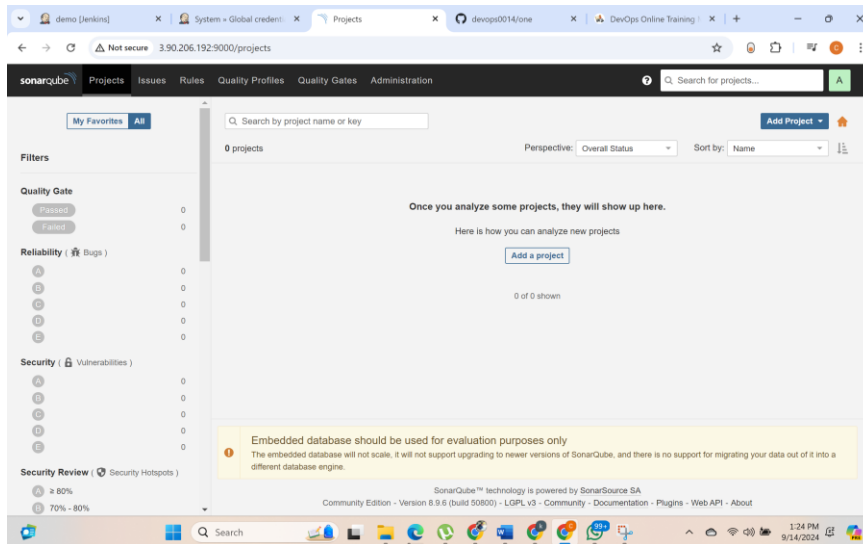 demo [Jenkins]
System » Global credenti
Projects
devops0014/one
DevOps Online Training
Not secure 3.90.206.192:9000/projects
sonarqube Projects Issues Rules Quality Profiles Quality Gates Administration
Search for projects...
A
My Favorites All
Search by project name or key
Add Project
0 projects
Perspective: Overall Status
Sort by: Name
Filters
Quality Gate
Passed 0
Failed 0
Reliability ( Bugs )
A 0
B 0
C 0
D 0
E 0
Security ( Vulnerabilities )
A 0
B 0
C 0
D 0
E 0
Security Review ( Security Hotspots )
A ≥ 80%
B 70% - 80%
Once you analyze some projects, they will show up here.
Here is how you can analyze new projects
Add a project
0 of 0 shown
Embedded database should be used for evaluation purposes only
The embedded database will not scale, it will not support upgrading to newer versions of SonarQube, and there is no support for migrating your data out of it into a
different database engine.
SonarQube™ technology is powered by SonarSource SA
Community Edition - Version 8.9.6 (build 50800) - LGPL v3 - Community - Documentation - Plugins - Web API - About
Search
99+
1:24 PM
9/14/2024